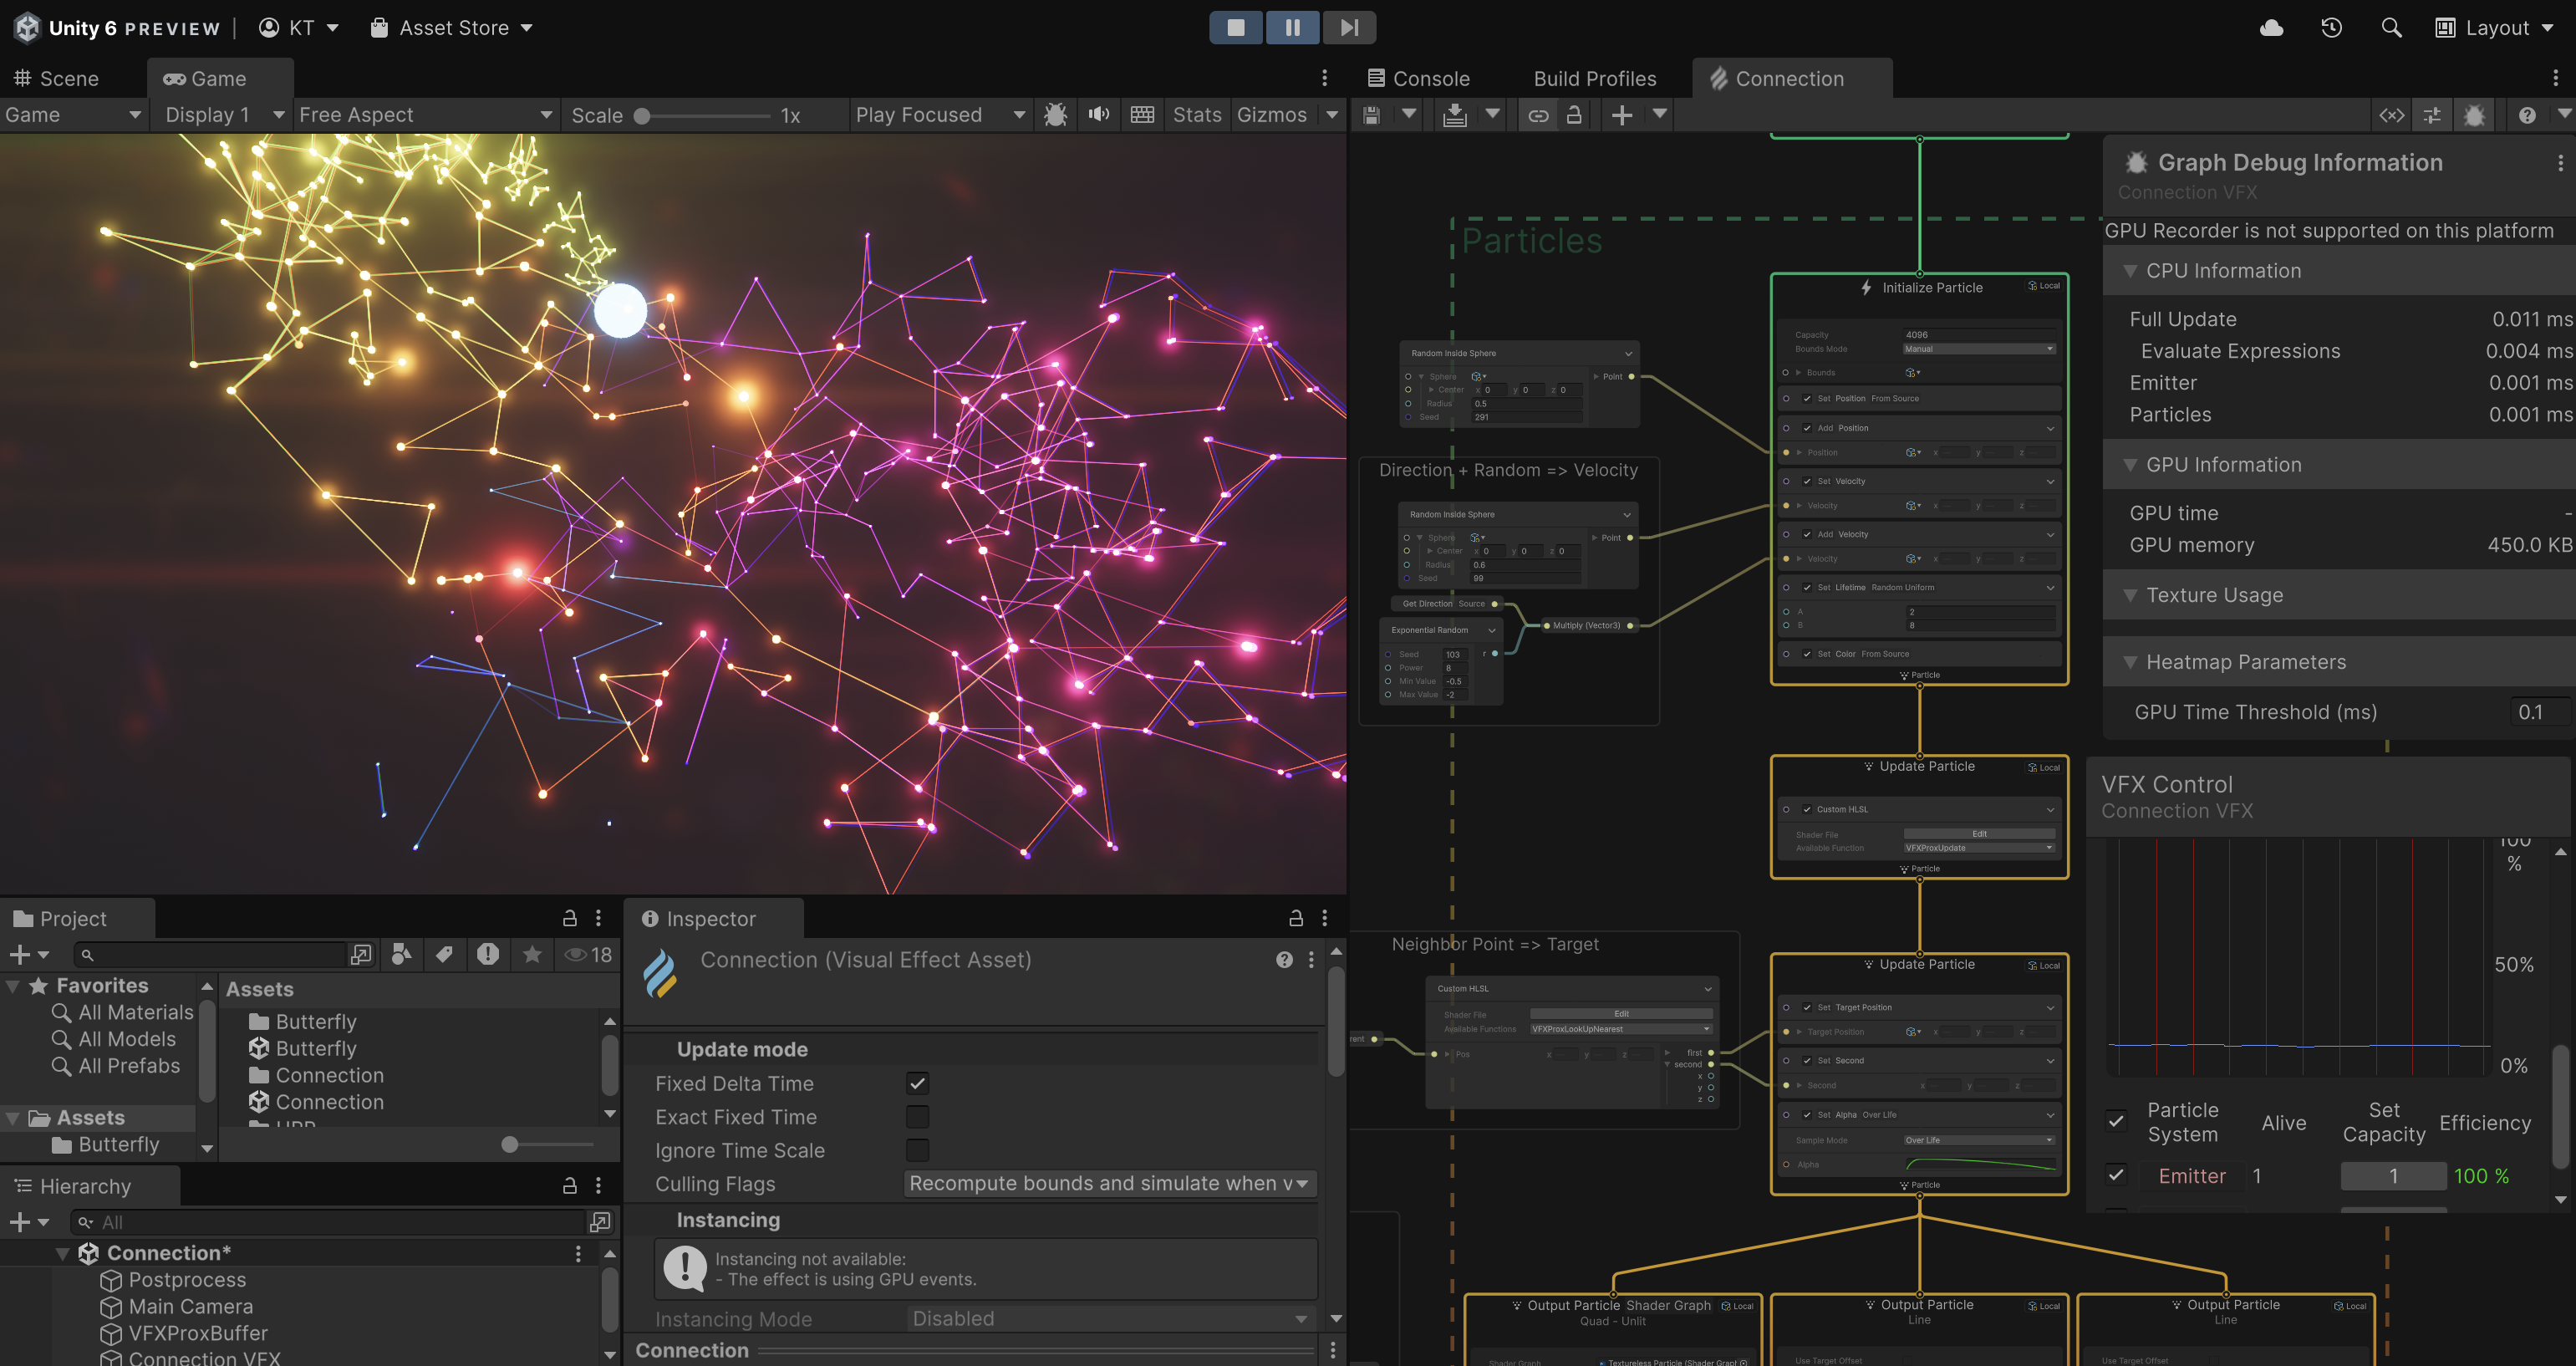 Unity 6 PREVIEW
KT
Asset Store
Layout
Scene
Game
Console
Build Profiles
Connection
Game
Display 1
Free Aspect
Scale
1x
Play Focused
Stats
Gizmos
Particles
Initialize Particle
Local
Capacity
4096
Bounds Mode
Manual
Bounds
Set Position From Source
Add Position
Position
x
y
z
Set Velocity
Velocity
x
y
z
Add Velocity
Velocity
x
y
z
Set Lifetime Random Uniform
A
2
B
8
Set Color From Source
Particle
Random Inside Sphere
Sphere
Point
Center
x 0
y 0
z 0
Radius
0.5
Seed
291
Direction + Random => Velocity
Random Inside Sphere
Sphere
Point
Center
x 0
y 0
z 0
Radius
0.6
Seed
99
Get Direction Source
Exponential Random
Seed
103
r
Power
8
Min Value
-0.5
Max Value
-2
Multiply (Vector3)
Update Particle
Local
Custom HLSL
Shader File
Edit
Available Function
VFXProxUpdate
Particle
Neighbor Point => Target
Custom HLSL
Shader File
Edit
Available Functions
VFXProxLookUpNearest
Pos
x
y
z
first
second
x
y
z
Update Particle
Local
Set Target Position
Target Position
x
y
z
Set Second
Second
x
y
z
Set Alpha Over Life
Sample Mode
Over Life
Alpha
Particle
Output Particle Shader Graph
Local
Quad - Unlit
Shader Graph
Textureless Particle (Shader Graph
Output Particle
Local
Line
Use Target Offset
Output Particle
Local
Line
Use Target Offset
Graph Debug Information
Connection VFX
GPU Recorder is not supported on this platform
CPU Information
Full Update
0.011 ms
Evaluate Expressions
0.004 ms
Emitter
0.001 ms
Particles
0.001 ms
GPU Information
GPU time
-
GPU memory
450.0 KB
Texture Usage
Heatmap Parameters
GPU Time Threshold (ms)
0.1
VFX Control
Connection VFX
100
%
50%
0%
Particle System
Alive
Set Capacity
Efficiency
Emitter
1
1
100 %
Project
18
Favorites
All Materials
All Models
All Prefabs
Assets
Butterfly
Assets
Butterfly
Butterfly
Connection
Connection
URP
Hierarchy
All
Connection*
Postprocess
Main Camera
VFXProxBuffer
Connection VFX
Inspector
Connection (Visual Effect Asset)
Update mode
Fixed Delta Time
Exact Fixed Time
Ignore Time Scale
Culling Flags
Recompute bounds and simulate when v
Instancing
Instancing not available:
- The effect is using GPU events.
Instancing Mode
Disabled
Connection